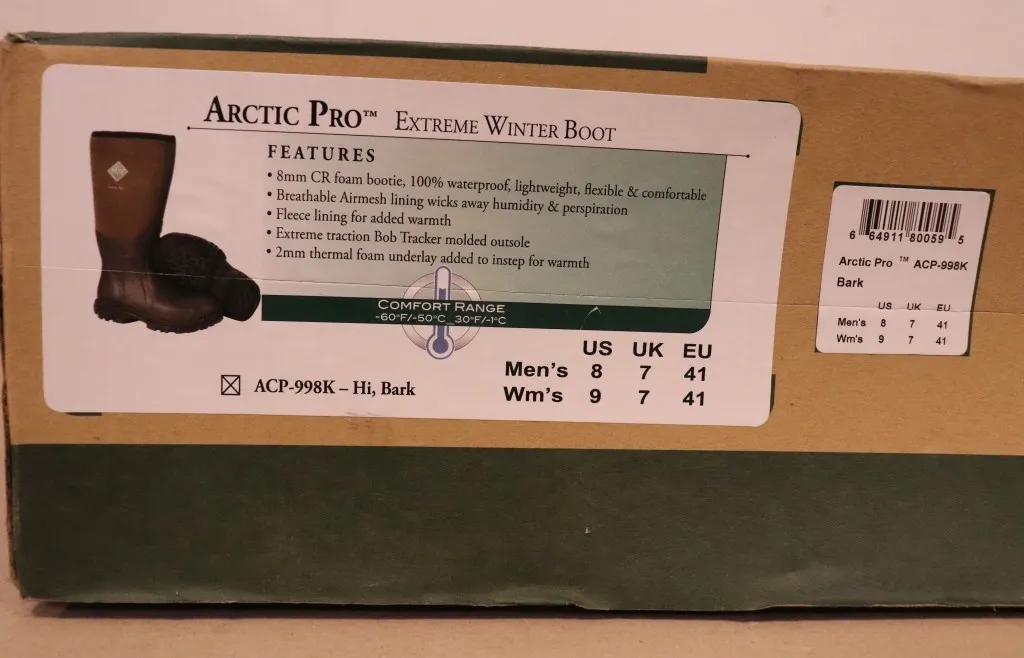 ARCTIC PRO™ EXTREME WINTER BOOT
FEATURES
• 8mm CR foam bootie, 100% waterproof, lightweight, flexible & comfortable
• Breathable Airmesh lining wicks away humidity & perspiration
• Fleece lining for added warmth
• Extreme traction Bob Tracker molded outsole
• 2mm thermal foam underlay added to instep for warmth
COMFORT RANGE
-60°F/-50°C 30°F/-1°C
US UK EU
Men's 8 7 41
Wm's 9 7 41
☒ ACP-998K – Hi, Bark
6 64911 80059 5
Arctic Pro ™ ACP-998K
Bark
US UK EU
Men's 8 7 41
Wm's 9 7 41